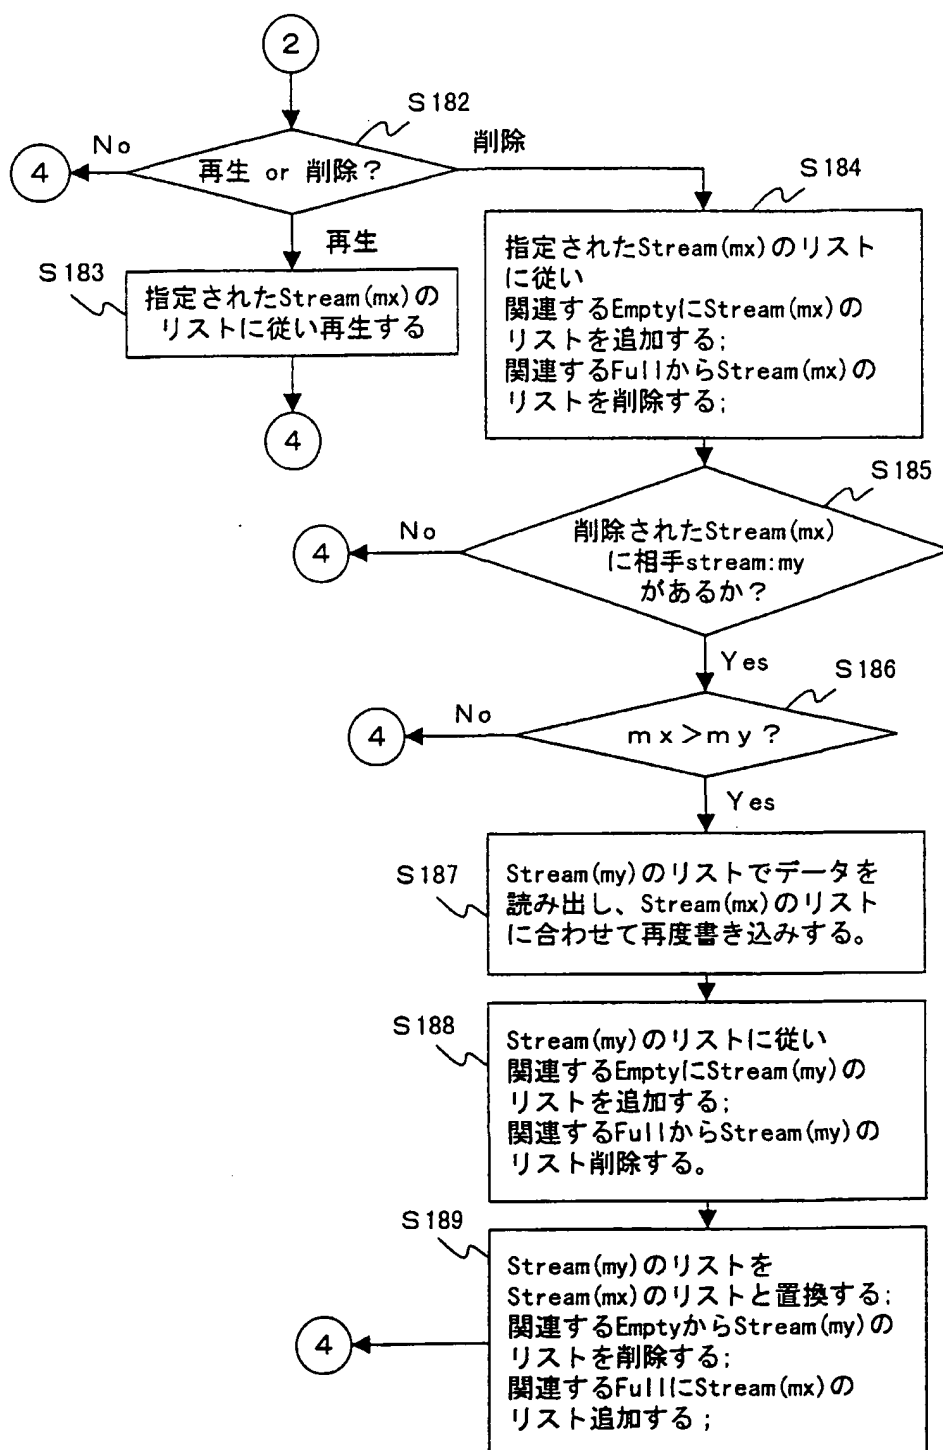 2
S182
No
4
再生 or 削除?
削除
再生
S183
指定されたStream(mx)の
リストに従い再生する
4
S184
指定されたStream(mx)のリスト
に従い
関連するEmptyにStream(mx)の
リストを追加する;
関連するFullからStream(mx)の
リストを削除する;
S185
No
4
削除されたStream(mx)
に相手stream:my
があるか?
Yes
S186
No
4
mx>my?
Yes
S187
Stream(my)のリストでデータを
読み出し、Stream(mx)のリスト
に合わせて再度書き込みする。
S188
Stream(my)のリストに従い
関連するEmptyにStream(my)の
リストを追加する;
関連するFullからStream(my)の
リスト削除する。
S189
Stream(my)のリストを
Stream(mx)のリストと置換する;
関連するEmptyからStream(my)の
リストを削除する;
関連するFullにStream(mx)の
リスト追加する;
4